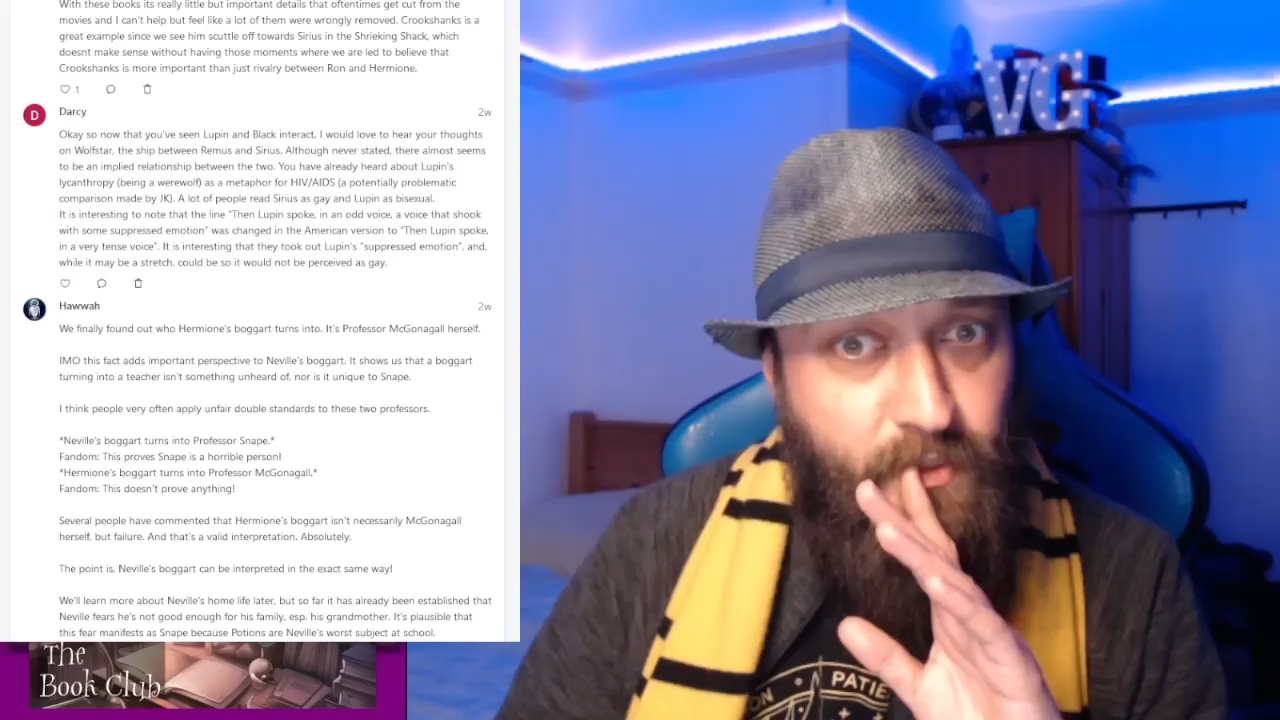 With these books its really little but important details that oftentimes get cut from the
movies and I can't help but feel like a lot of them were wrongly removed. Crookshanks is a
great example since we see him scuttle off towards Sirius in the Shrieking Shack, which
doesnt make sense without having those moments where we are led to believe that
Crookshanks is more important than just rivalry between Ron and Hermione.
1
D
Darcy
2w
Okay so now that you've seen Lupin and Black interact, I would love to hear your thoughts
on Wolfstar, the ship between Remus and Sirius. Although never stated, there almost seems
to be an implied relationship between the two. You have already heard about Lupin's
lycanthropy (being a werewolf) as a metaphor for HIV/AIDS (a potentially problematic
comparison made by JK). A lot of people read Sirius as gay and Lupin as bisexual.
It is interesting to note that the line "Then Lupin spoke, in an odd voice, a voice that shook
with some suppressed emotion" was changed in the American version to "Then Lupin spoke,
in a very tense voice". It is interesting that they took out Lupin's "suppressed emotion", and,
while it may be a stretch, could be so it would not be perceived as gay.
Hawwah
2w
We finally found out who Hermione's boggart turns into. It's Professor McGonagall herself.
IMO this fact adds important perspective to Neville's boggart. It shows us that a boggart
turning into a teacher isn't something unheard of, nor is it unique to Snape.
I think people very often apply unfair double standards to these two professors.
*Neville's boggart turns into Professor Snape.*
Fandom: This proves Snape is a horrible person!
*Hermione's boggart turns into Professor McGonagall.*
Fandom: This doesn't prove anything!
Several people have commented that Hermione's boggart isn't necessarily McGonagall
herself, but failure. And that's a valid interpretation. Absolutely.
The point is, Neville's boggart can be interpreted in the exact same way!
We'll learn more about Neville's home life later, but so far it has already been established that
Neville fears he's not good enough for his family, esp. his grandmother. It's plausible that
this fear manifests as Snape because Potions are Neville's worst subject at school.
The
Book Club
VG
ON
PATIE